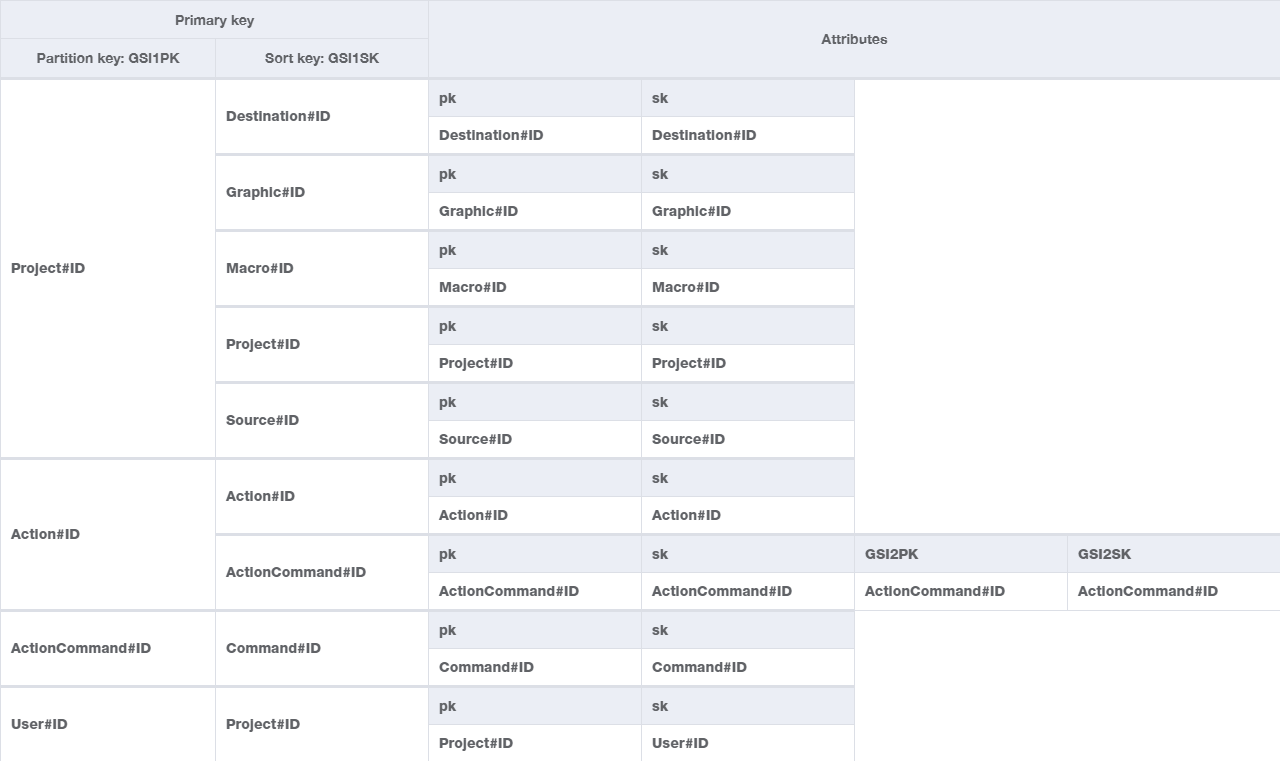 Primary key
Attributes
Partition key: GSI1PK Sort key: GSI1SK
Project#ID
Destination#ID
pk sk
Destination#ID Destination#ID
Graphic#ID
pk sk
Graphic#ID Graphic#ID
Macro#ID
pk sk
Macro#ID Macro#ID
Project#ID
pk sk
Project#ID Project#ID
Source#ID
pk sk
Source#ID Source#ID
Action#ID
Action#ID
pk sk
Action#ID Action#ID
ActionCommand#ID
pk sk GSI2PK GSI2SK
ActionCommand#ID ActionCommand#ID ActionCommand#ID ActionCommand#ID
ActionCommand#ID
Command#ID
pk sk
Command#ID Command#ID
User#ID
Project#ID
pk sk
Project#ID User#ID